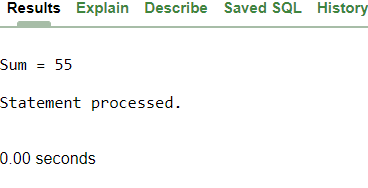 Results Explain Describe Saved SQL History
Sum = 55
Statement processed.
0.00 seconds